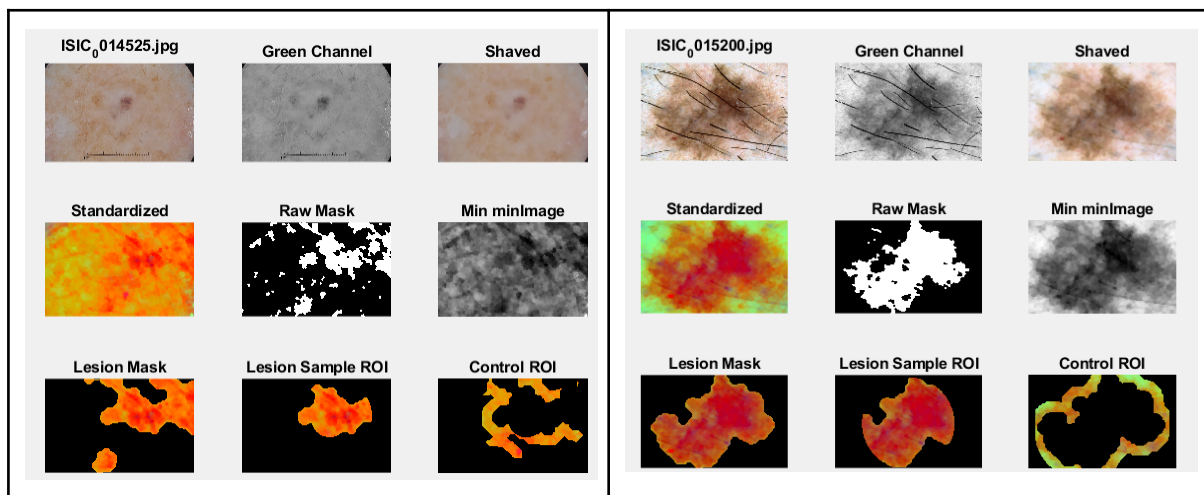 ISIC_0014525.jpg
Green Channel
Shaved
Standardized
Raw Mask
Min minImage
Lesion Mask
Lesion Sample ROI
Control ROI
ISIC_0015200.jpg
Green Channel
Shaved
Standardized
Raw Mask
Min minImage
Lesion Mask
Lesion Sample ROI
Control ROI